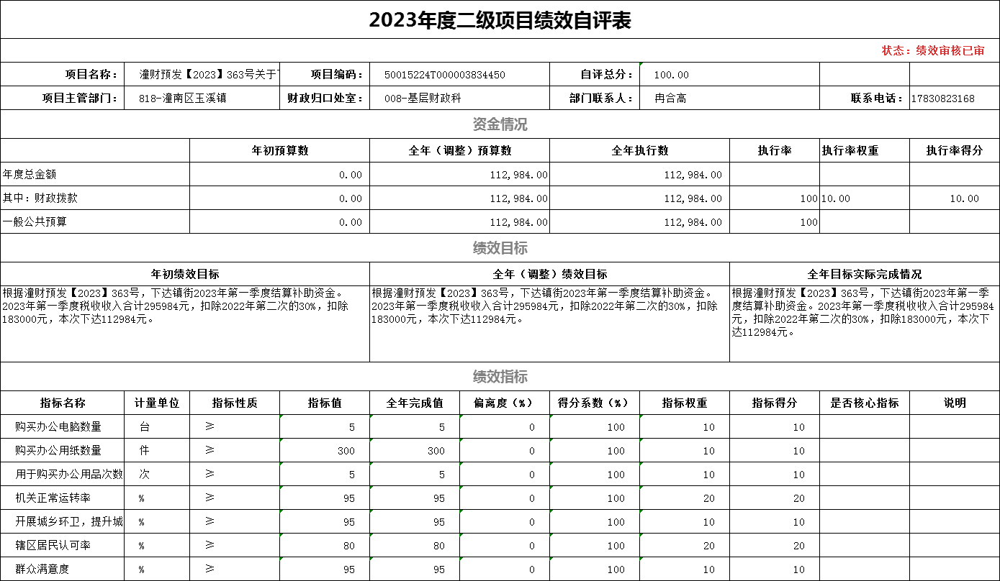 2023年度二级项目绩效自评表
状态：绩效审核已审
项目名称： 潼财预发【2023】363号关于 项目编码： 50015224T000003834450 自评总分： 100.00
项目主管部门： 818-潼南区玉溪镇 财政归口处室： 008-基层财政科 部门联系人： 冉合高 联系电话： 17830823168
资金情况
年初预算数 全年（调整）预算数 全年执行数 执行率 执行率权重 执行率得分
年度总金额 0.00 112,984.00 112,984.00
其中：财政拨款 0.00 112,984.00 112,984.00 100 10.00 10.00
一般公共预算 0.00 112,984.00 112,984.00 100
绩效目标
年初绩效目标 全年（调整）绩效目标 全年目标实际完成情况
根据潼财预发【2023】363号，下达镇街2023年第一季度结算补助资金。
2023年第一季度税收收入合计295984元，扣除2022年第二次的30%，扣除
183000元，本次下达112984元。
根据潼财预发【2023】363号，下达镇街2023年第一季度结算补助资金。
2023年第一季度税收收入合计295984元，扣除2022年第二次的30%，扣除
183000元，本次下达112984元。
根据潼财预发【2023】363号，下达镇街2023年第一季
度结算补助资金。2023年第一季度税收收入合计295984
元，扣除2022年第二次的30%，扣除183000元，本次下
达112984元。
绩效指标
指标名称 计量单位 指标性质 指标值 全年完成值 偏离度（%） 得分系数（%） 指标权重 指标得分 是否核心指标 说明
购买办公电脑数量 台 ≥ 5 5 0 100 10 10
购买办公用纸数量 件 ≥ 300 300 0 100 10 10
用于购买办公用品次数 次 ≥ 5 5 0 100 10 10
机关正常运转率 % ≥ 95 95 0 100 20 20
开展城乡环卫，提升城 % ≥ 95 95 0 100 10 10
辖区居民认可率 % ≥ 80 80 0 100 20 20
群众满意度 % ≥ 95 95 0 100 10 10